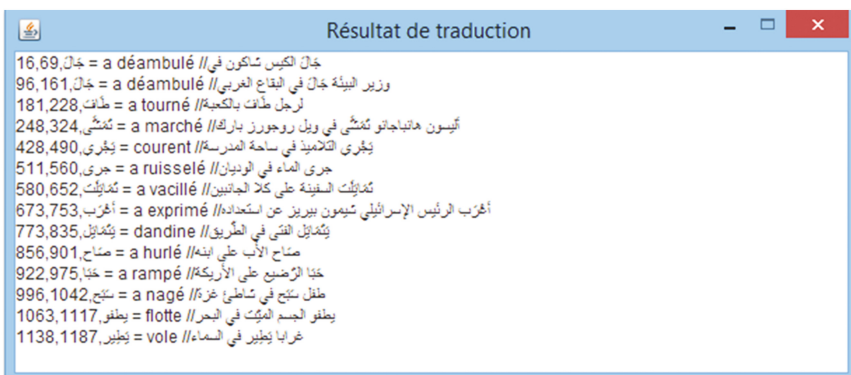 Résultat de traduction
16,69,جَالَ = a déambulé //جَالَ الكيس شاكون في
96,161,جَالَ = a déambulé //وزير البيئة جَالَ في البقاع الغربي
181,228,طَافَ = a tourné //لرجل طَافَ بالكعبة
248,324,تَمَشَّى = a marché //أليسون هانباجانو تَمَشَّى في ويل روجورز بارك
428,490,يَجْرِي = courent //يَجْرِي التلاميذ في ساحة المدرسة
511,560,جرى = a ruisselé //جرى الماء في الوديان
580,652,تَمَايَلَت = a vacillé //تَمَايَلَت السفينة على كلا الجانبين
673,753,أَعْرَب = a exprimé //أَعْرَب الرئيس الإسرائيلي شيمون بيريز عن استعداده
773,835,يَتَمَايَل = dandine //يَتَمَايَل الفتى في الطَّريق
856,901,صَاح = a hurlé //صَاح الأب على ابنه
922,975,حَبَا = a rampé //حَبَا الرَّضيع على الأريكة
996,1042,سَبَح = a nagé //طفل سَبَح في شاطئ غزة
1063,1117,يطفو = flotte //يطفو الجسم الميِّت في البحر
1138,1187,يَطِير = vole //غرابا يَطِير في السماء